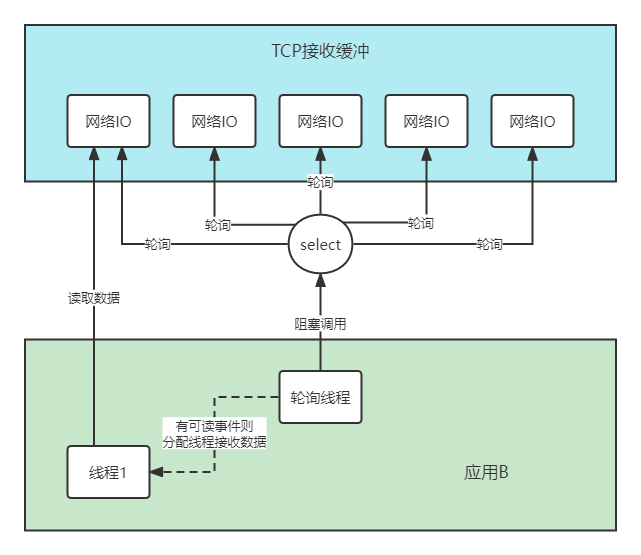 TCP接收缓冲
网络IO
网络IO
网络IO
网络IO
网络IO
轮询
轮询
轮询
轮询
select
轮询
读取数据
阻塞调用
轮询线程
有可读事件则
分配线程接收数据
线程1
应用B